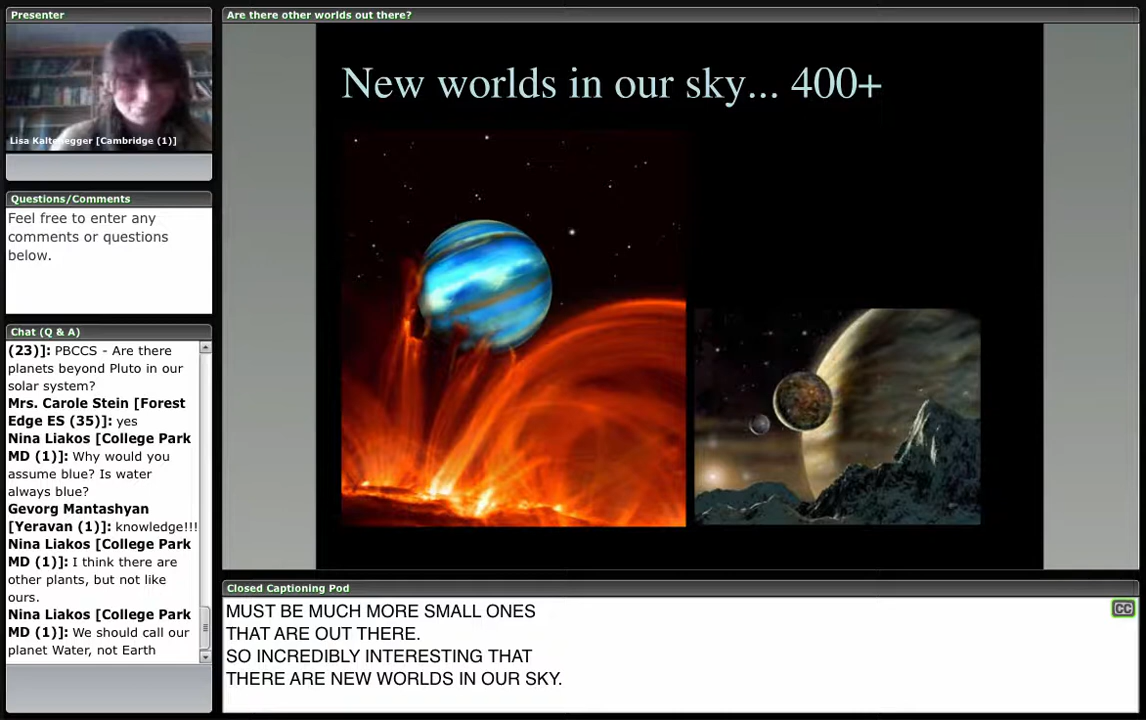 Presenter
Lisa Kaltenegger [Cambridge (1)]
Questions/Comments
Feel free to enter any
comments or questions
below.
Chat (Q & A)
(23)]: PBCCS - Are there
planets beyond Pluto in our
solar system?
Mrs. Carole Stein [Forest
Edge ES (35)]: yes
Nina Liakos [College Park
MD (1)]: Why would you
assume blue? Is water
always blue?
Gevorg Mantashyan
[Yeravan (1)]: knowledge!!!
Nina Liakos [College Park
MD (1)]: I think there are
other plants, but not like
ours.
Nina Liakos [College Park
MD (1)]: We should call our
planet Water, not Earth
Are there other worlds out there?
New worlds in our sky... 400+
Closed Captioning Pod
MUST BE MUCH MORE SMALL ONES
THAT ARE OUT THERE.
SO INCREDIBLY INTERESTING THAT
THERE ARE NEW WORLDS IN OUR SKY.
CC